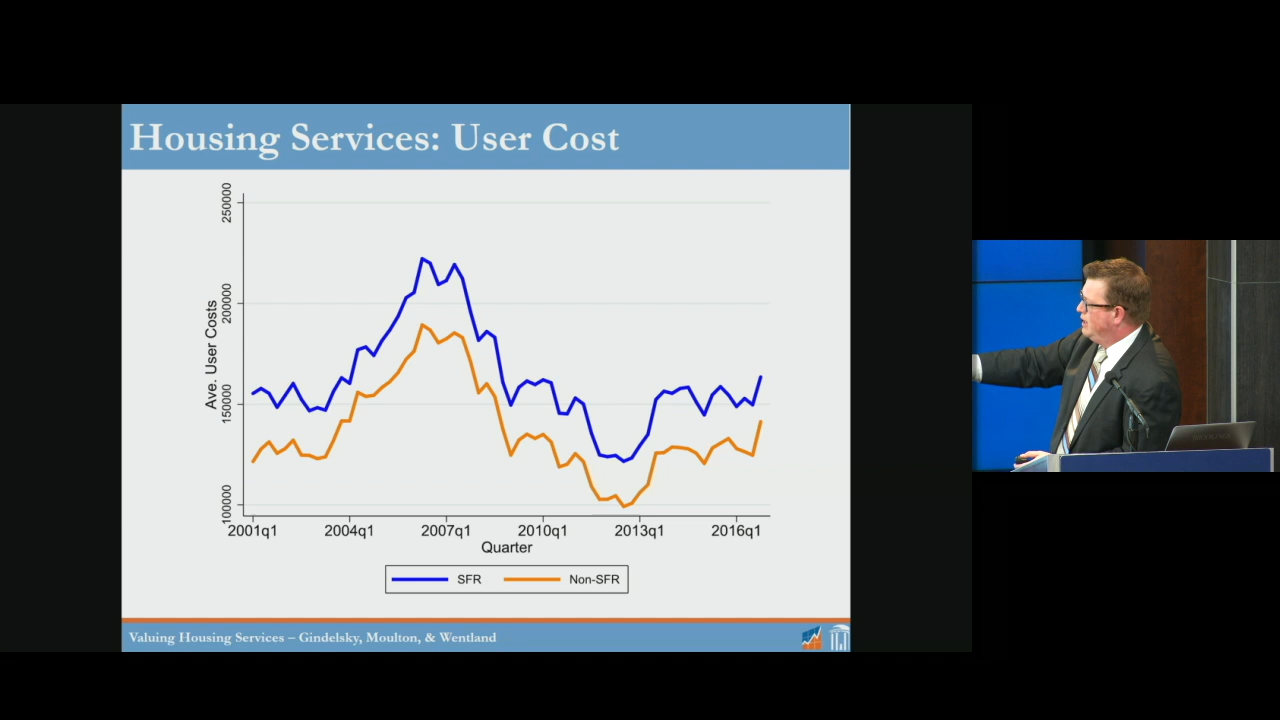 Housing Services: User Cost
Ave. User Costs
250000
200000
150000
100000
2001q1
2004q1
2007q1
2010q1
2013q1
2016q1
Quarter
SFR
Non-SFR
Valuing Housing Services – Gindelsky, Moulton, & Wentland